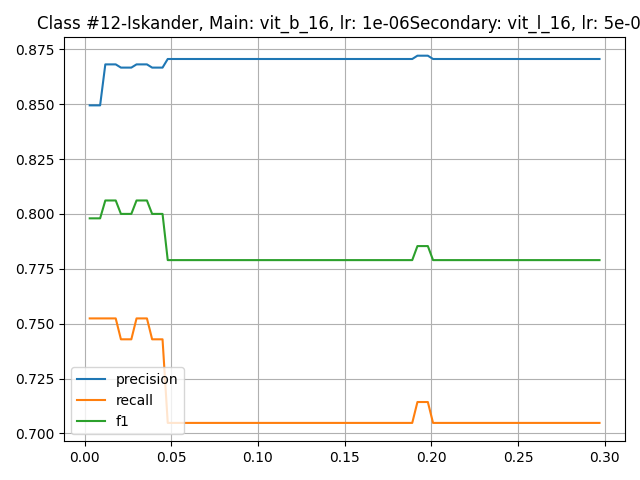 Class #12-Iskander, Main: vit_b_16, lr: 1e-06Secondary: vit_l_16, lr: 5e-0
0.875
0.850
0.825
0.800
0.775
0.750
0.725
0.700
precision
recall
f1
0.00 0.05 0.10 0.15 0.20 0.25 0.30